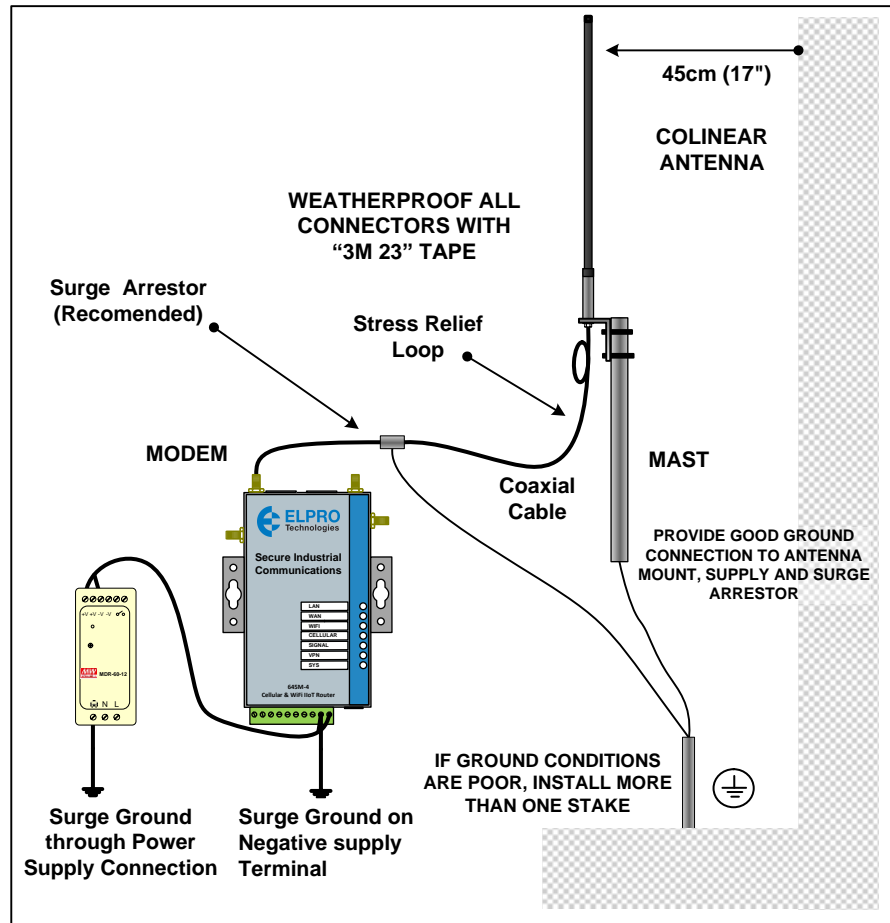 45cm (17")
COLINEAR
ANTENNA
WEATHERPROOF ALL
CONNECTORS WITH
“3M 23” TAPE
Surge Arrestor
(Recomended)
Stress Relief
Loop
MODEM
MAST
Coaxial
Cable
ELPRO
Technologies
Secure Industrial
Communications
LAN
WAN
WIFI
CELLULAR
SIGNAL
VPN
SYS
645M-4
Cellular & WiFi IIoT Router
PROVIDE GOOD GROUND
CONNECTION TO ANTENNA
MOUNT, SUPPLY AND SURGE
ARRESTOR
+V +V -V -V
MW
MDR-60-12
N L
IF GROUND CONDITIONS
ARE POOR, INSTALL MORE
THAN ONE STAKE
Surge Ground
through Power
Supply Connection
Surge Ground on
Negative supply
Terminal